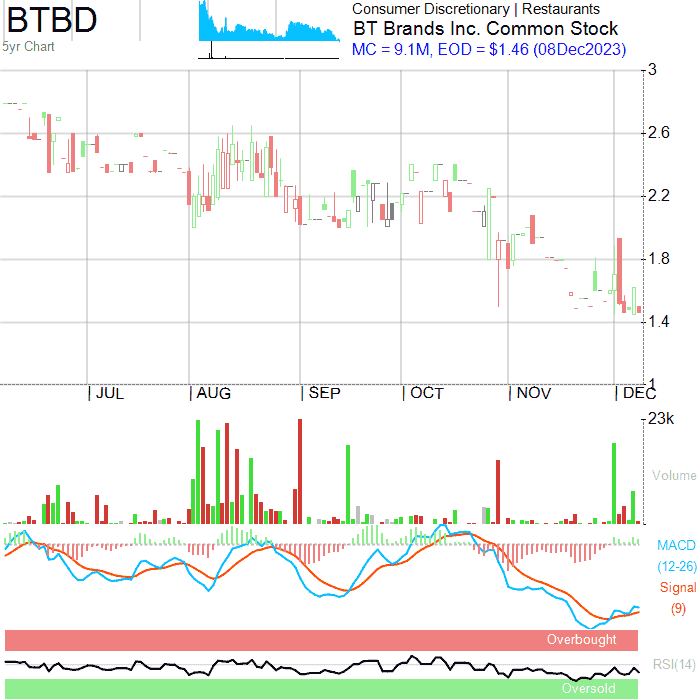 BTBD
5yr Chart
Consumer Discretionary | Restaurants
BT Brands Inc. Common Stock
MC = 9.1M, EOD = $1.46 (08Dec2023)
3
2.6
2.2
1.8
1.4
1
JUL
AUG
SEP
OCT
NOV
DEC
23k
Volume
MACD
(12-26)
Signal
(9)
Overbought
RSI(14)
Oversold